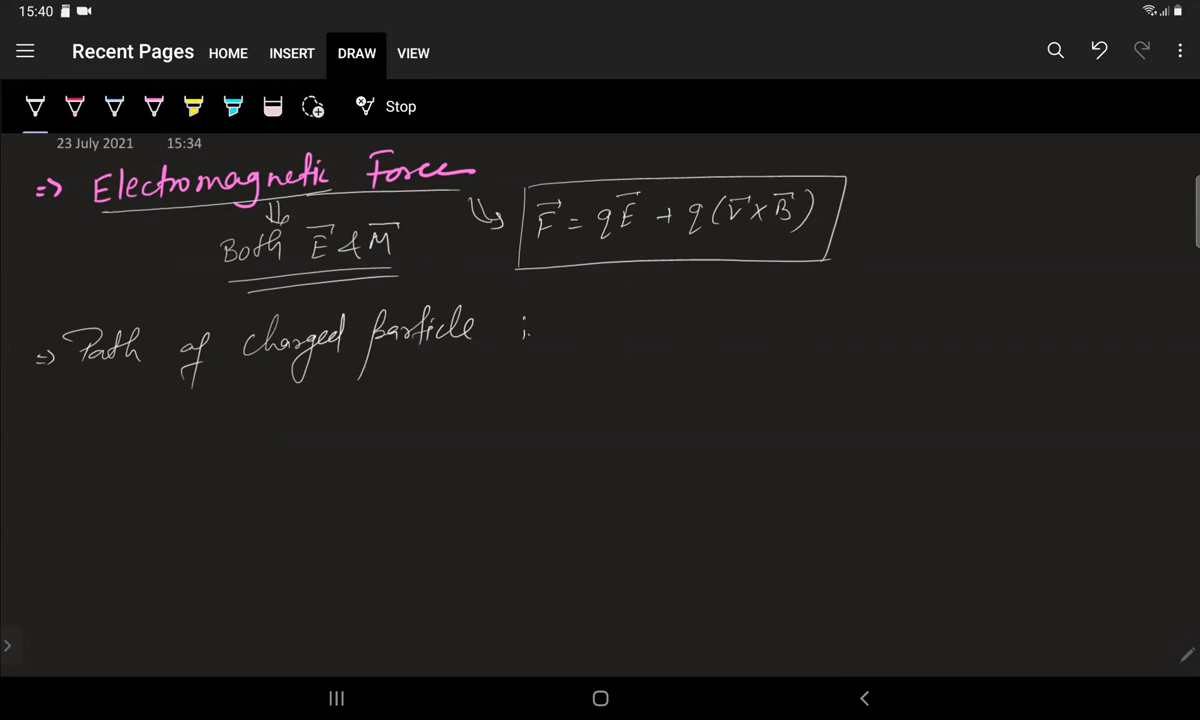 15:40
Recent Pages HOME INSERT DRAW VIEW
Stop
23 July 2021 15:34
=> Electromagnetic Force
F⃗ = qE⃗ + q(V⃗ × B⃗)
Both E⃗ & M⃗
=> Path of charged particle i